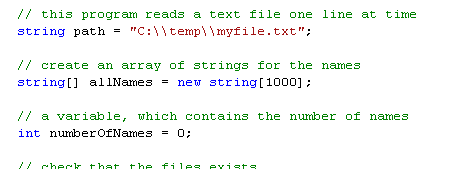 // this program reads a text file one line at time
string path = "C:\\temp\\myfile.txt";
// create an array of strings for the names
string[] allNames = new string[1000];
// a variable, which contains the number of names
int numberOfNames = 0;
// check that the files exists